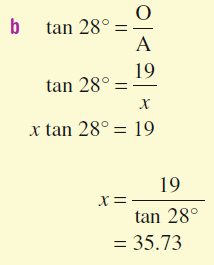 b tan 28° = O/A
tan 28° = 19/x
x tan 28° = 19
x = 19/tan 28°
= 35.73